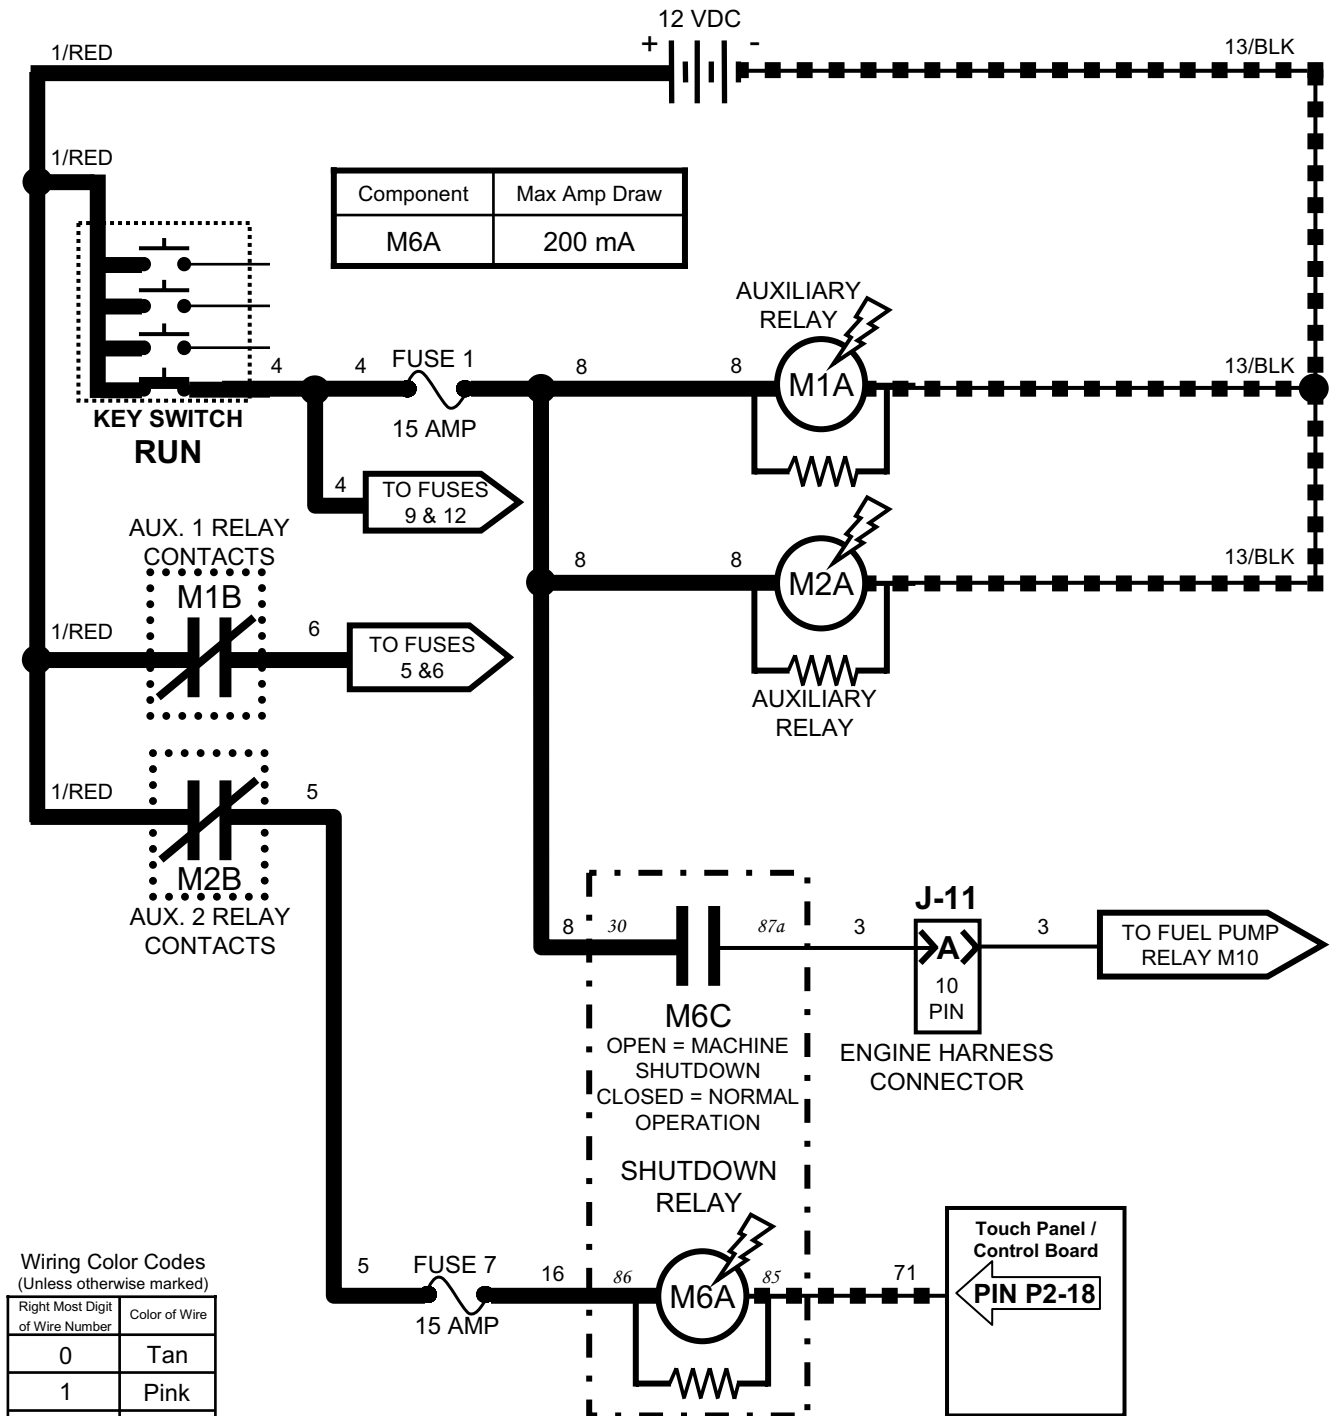 12 VDC
+ -
1/RED
13/BLK
1/RED
Component Max Amp Draw
M6A 200 mA
AUXILIARY
RELAY
M1A
4 4 FUSE 1 8 8 13/BLK
15 AMP
KEY SWITCH
RUN
4
TO FUSES
9 & 12
AUX. 1 RELAY
CONTACTS
M1B
8 8 13/BLK
M2A
1/RED 6
TO FUSES
5 &6
AUXILIARY
RELAY
1/RED 5
M2B
AUX. 2 RELAY
CONTACTS
8 30 87a 3
J-11
A
10
PIN
3
TO FUEL PUMP
RELAY M10
M6C
OPEN = MACHINE
SHUTDOWN
CLOSED = NORMAL
OPERATION
ENGINE HARNESS
CONNECTOR
SHUTDOWN
RELAY
5 FUSE 7 16 86 M6A 85 71
15 AMP
Touch Panel /
Control Board
PIN P2-18
Wiring Color Codes
(Unless otherwise marked)
Right Most Digit
of Wire Number
Color of Wire
0 Tan
1 Pink